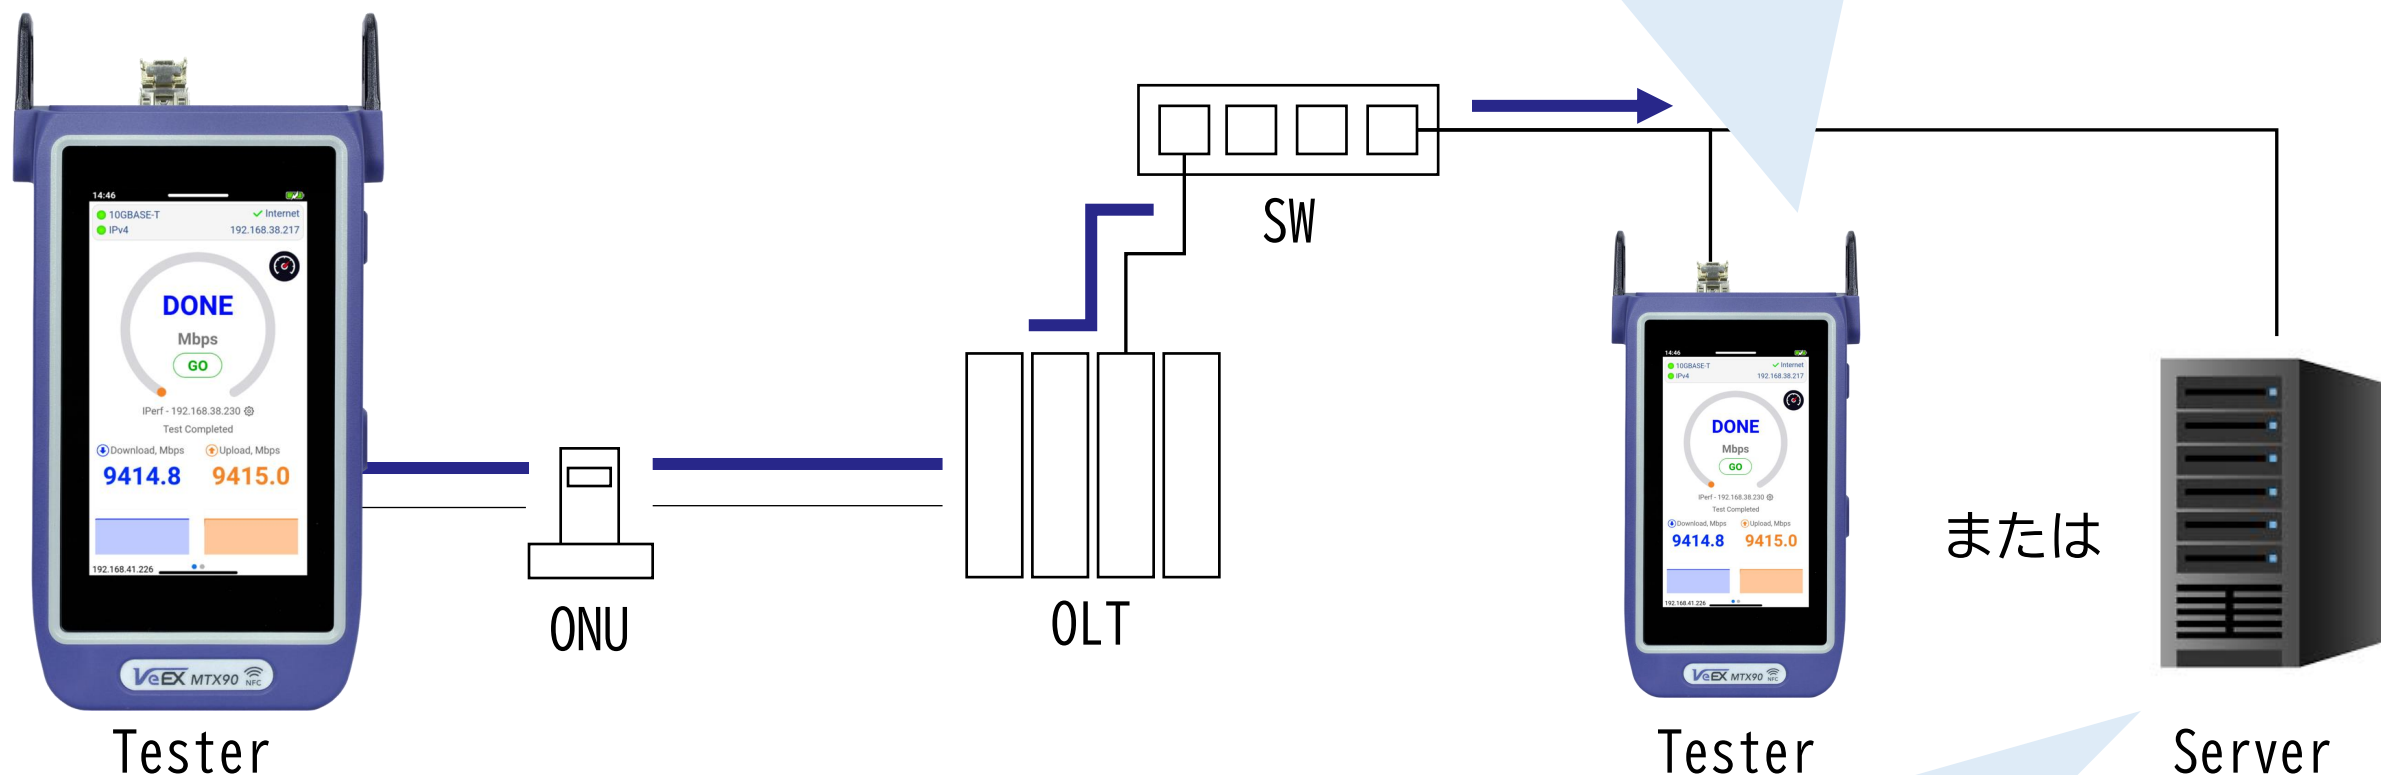 14:46
10GBASE-T Internet
IPv4 192.168.38.217
DONE
Mbps
GO
IPerf - 192.168.38.230
Test Completed
Download, Mbps Upload, Mbps
9414.8 9415.0
192.168.41.226
VeEX MTX90 NFC
Tester
ONU
OLT
SW
14:46
10GBASE-T Internet
IPv4 192.168.38.217
DONE
Mbps
GO
IPerf - 192.168.38.230
Test Completed
Download, Mbps Upload, Mbps
9414.8 9415.0
192.168.41.226
VeEX MTX90 NFC
Tester
または
Server